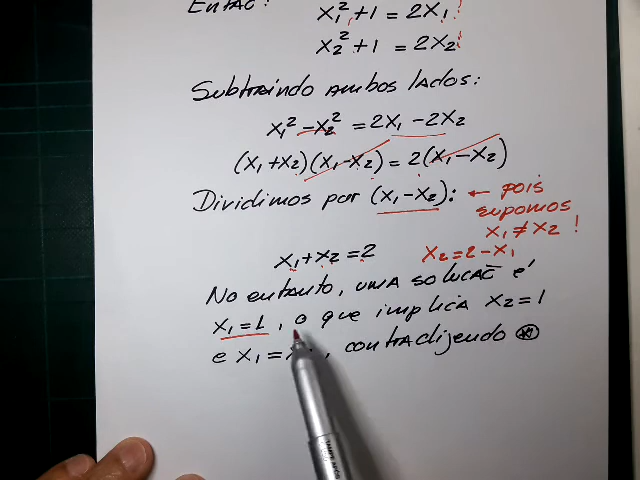 Então:
x₁² + 1 = 2x₁!
x₂² + 1 = 2x₂!
Subtraindo ambos lados:
x₁² - x₂² = 2x₁ - 2x₂
(x₁ + x₂)(x₁ - x₂) = 2(x₁ - x₂)
Dividimos por (x₁ - x₂): ← pois
supomos
x₁ ≠ x₂ !
x₁ + x₂ = 2 x₂ = 2 - x₁
No entanto, uma solução é
x₁ = 1, o que implica x₂ = 1
e x₁ = , contradizendo